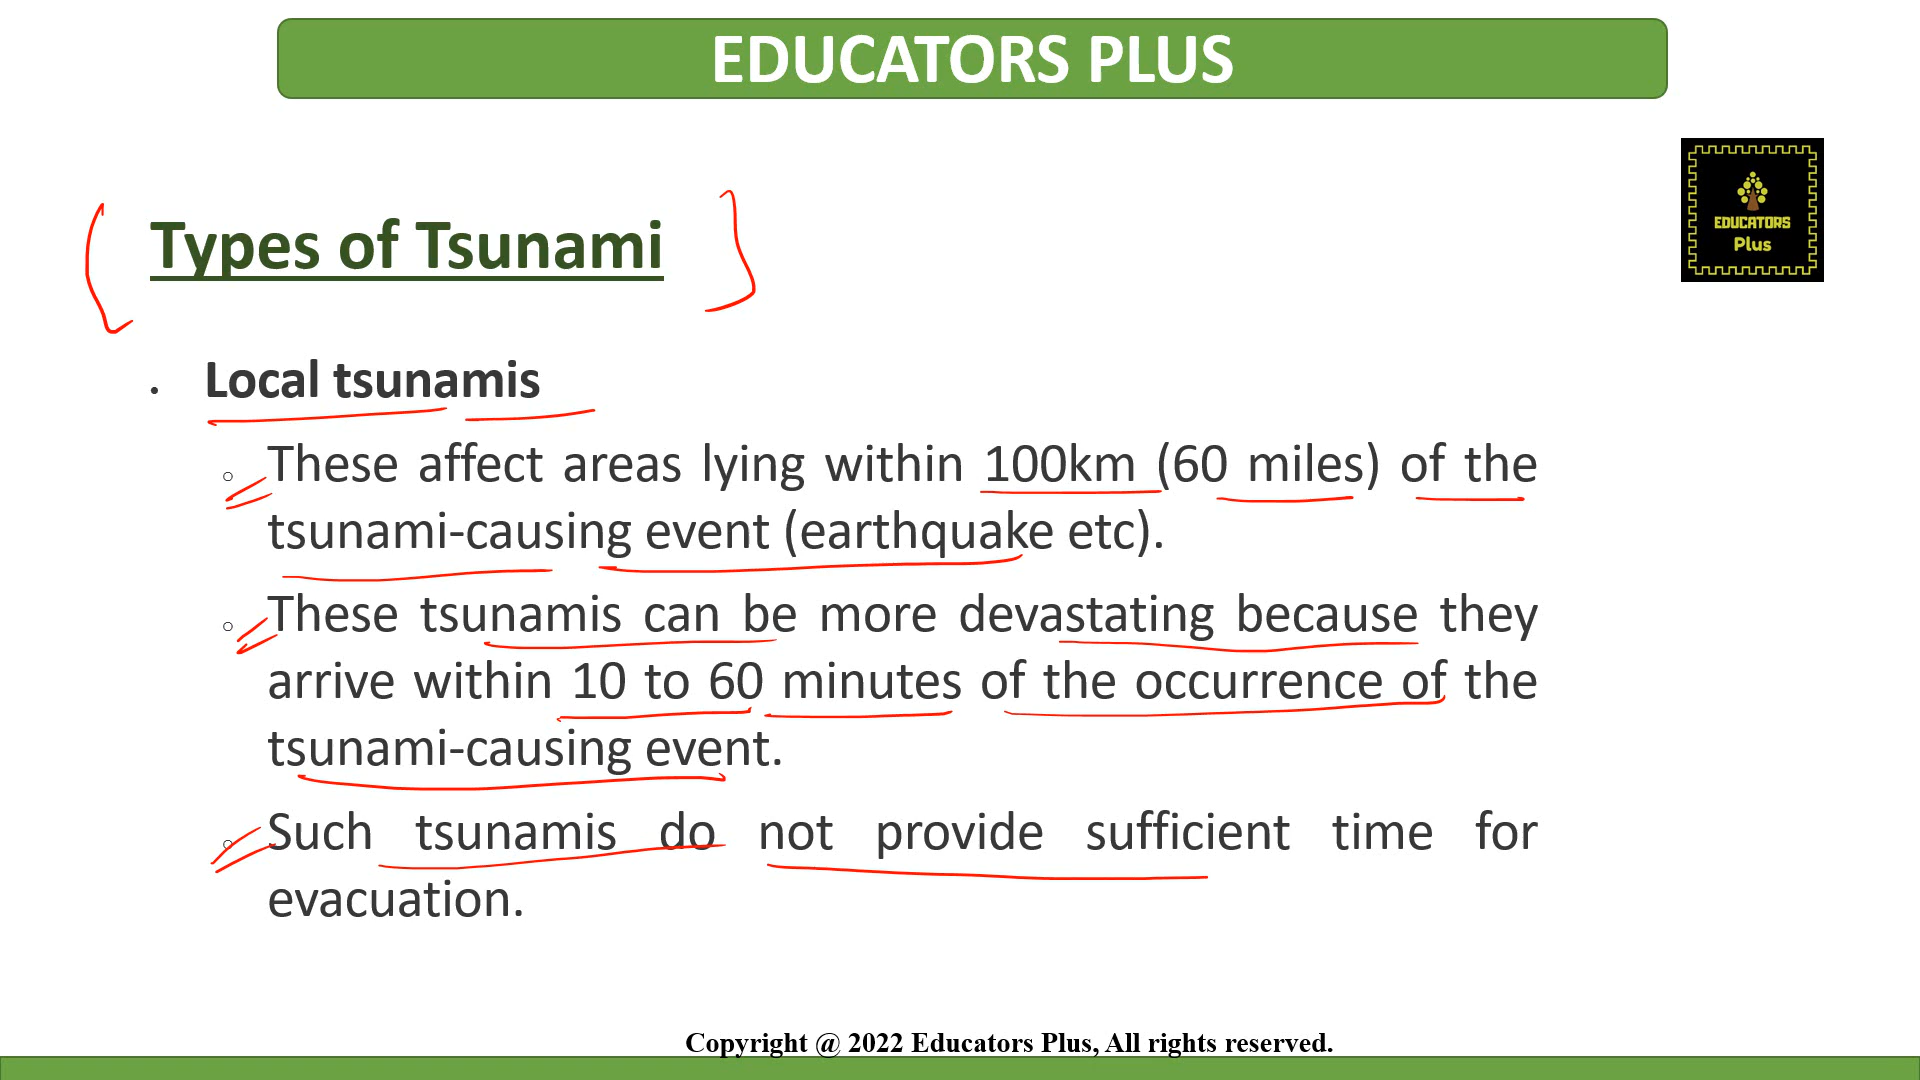 EDUCATORS PLUS
EDUCATORS
Plus
Types of Tsunami
• Local tsunamis
○ These affect areas lying within 100km (60 miles) of the
tsunami-causing event (earthquake etc).
○ These tsunamis can be more devastating because they
arrive within 10 to 60 minutes of the occurrence of the
tsunami-causing event.
○ Such tsunamis do not provide sufficient time for
evacuation.
Copyright @ 2022 Educators Plus, All rights reserved.